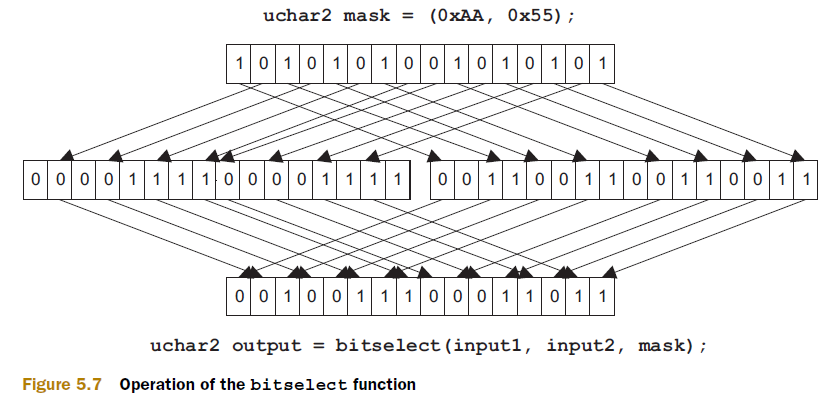 uchar2 mask = (0xAA, 0x55);
1 0 1 0 1 0 1 0 0 1 0 1 0 1 0 1
0 0 0 0 1 1 1 1 0 0 0 0 1 1 1 1 0 0 1 1 0 0 1 1 0 0 1 1 0 0 1 1
0 0 1 0 0 1 1 1 0 0 0 1 1 0 1 1
uchar2 output = bitselect(input1, input2, mask);
Figure 5.7 Operation of the bitselect function